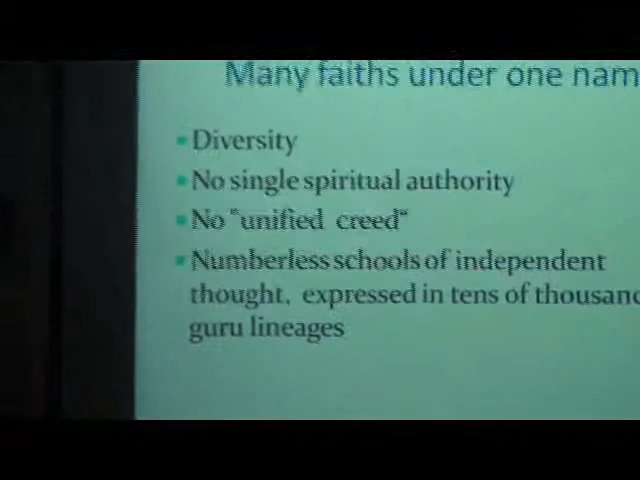 Many faiths under one nam
Diversity
No single spiritual authority
No "unified creed"
Numberless schools of independent
thought, expressed in tens of thousand
guru lineages